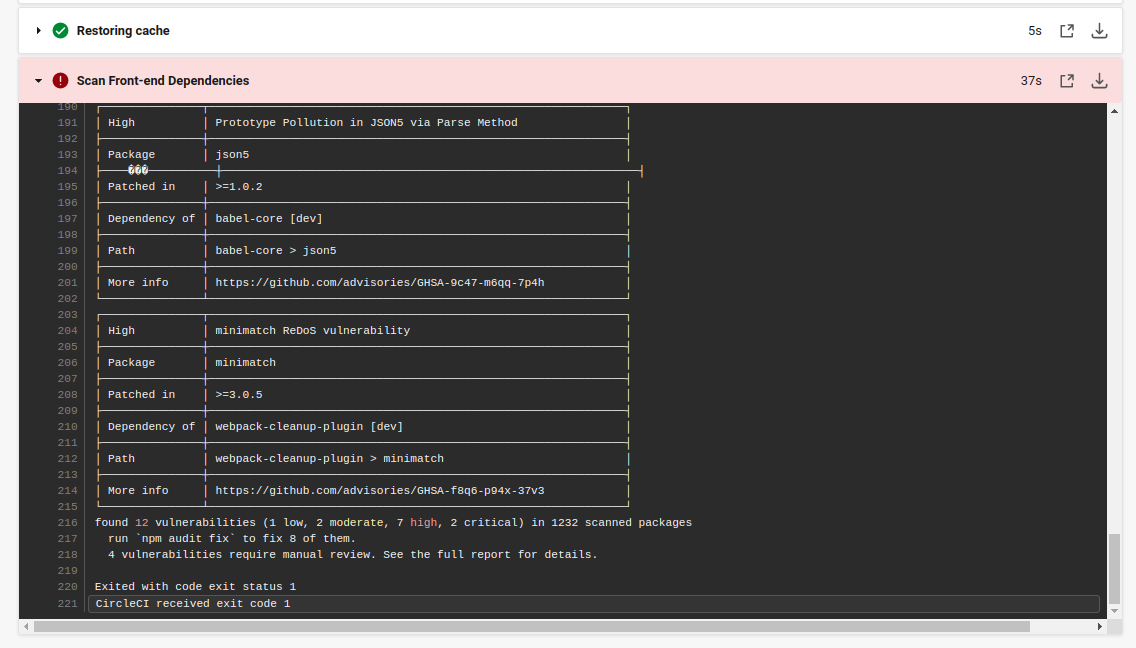 Restoring cache 5s
Scan Front-end Dependencies 37s
190
191 High Prototype Pollution in JSON5 via Parse Method
192
193 Package json5
194 ���
195 Patched in >=1.0.2
196
197 Dependency of babel-core [dev]
198
199 Path babel-core > json5
200
201 More info https://github.com/advisories/GHSA-9c47-m6qq-7p4h
202
203
204 High minimatch ReDoS vulnerability
205
206 Package minimatch
207
208 Patched in >=3.0.5
209
210 Dependency of webpack-cleanup-plugin [dev]
211
212 Path webpack-cleanup-plugin > minimatch
213
214 More info https://github.com/advisories/GHSA-f8q6-p94x-37v3
215
216 found 12 vulnerabilities (1 low, 2 moderate, 7 high, 2 critical) in 1232 scanned packages
217 run `npm audit fix` to fix 8 of them.
218 4 vulnerabilities require manual review. See the full report for details.
219
220 Exited with code exit status 1
221 CircleCI received exit code 1